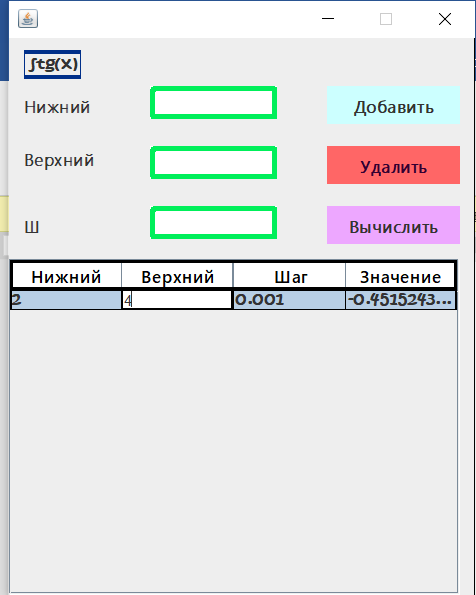 ∫tg(x)
Нижний Добавить
Верхний Удалить
Ш Вычислить
Нижний Верхний Шаг Значение
2 4 0.001 -0.4515243...